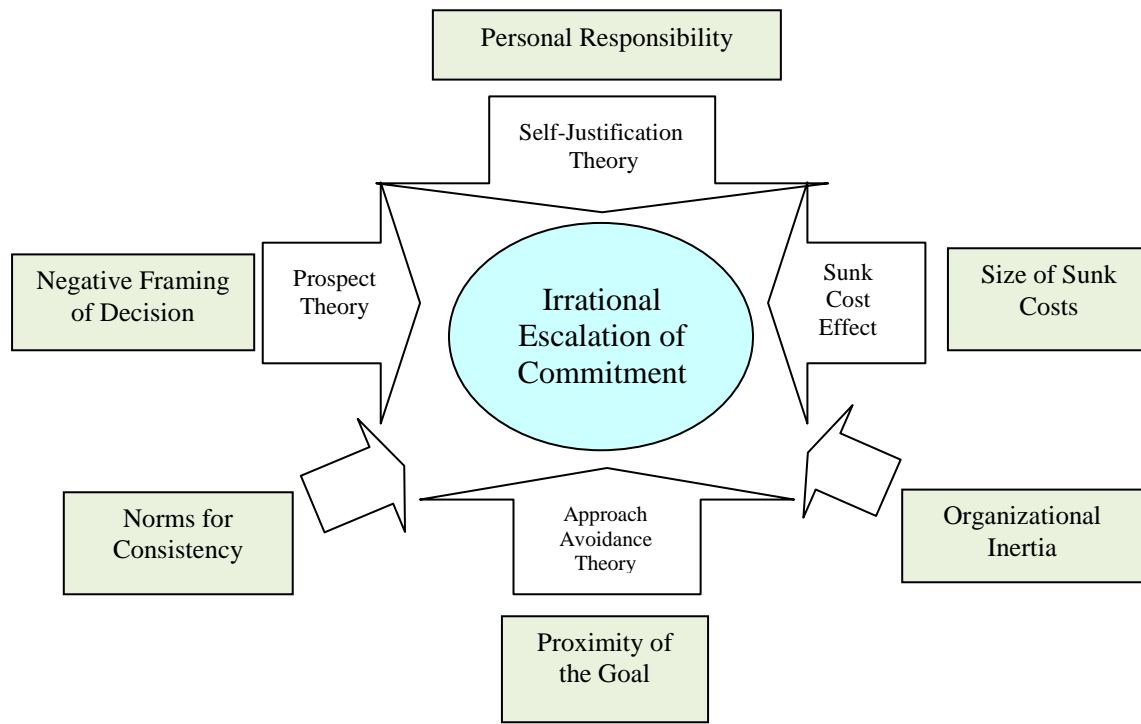 Personal Responsibility
Self-Justification
Theory
Negative Framing
of Decision
Prospect
Theory
Irrational
Escalation of
Commitment
Sunk
Cost
Effect
Size of Sunk
Costs
Norms for
Consistency
Approach
Avoidance
Theory
Organizational
Inertia
Proximity of
the Goal